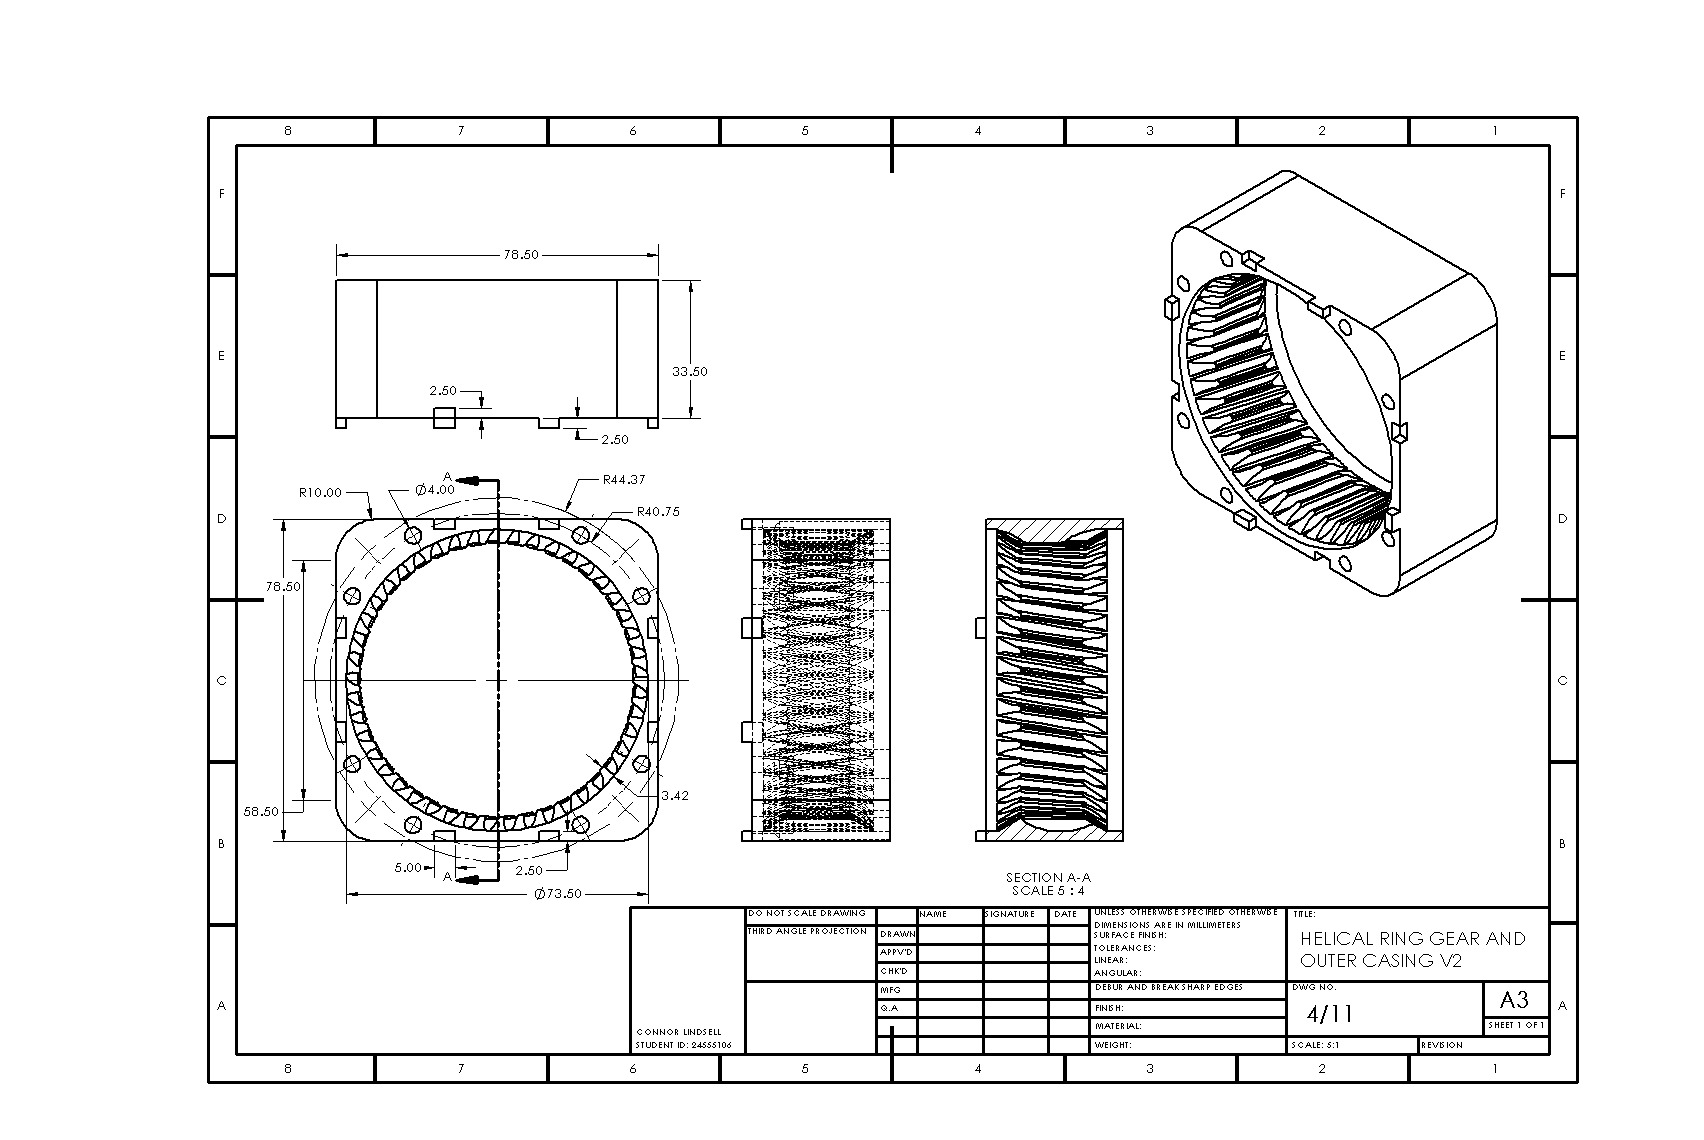 8 7 6 5 4 3 2 1
F F
78.50
E E
33.50
2.50
2.50
A
R44.37
R10.00
Ø4.00
R40.75
D D
78.50
C C
58.50
3.42
B B
5.00
A
2.50
Ø73.50
SECTION A-A
SCALE 5 : 4
DO NOT SCALE DRAWING
THIRD ANGLE PROJECTION
NAME SIGNATURE DATE
DRAWN
APPV'D
CHK'D
MFG
Q.A
UNLESS OTHERWISE SPECIFIED OTHERWISE
DIMENSIONS ARE IN MILLIMETERS
SURFACE FINISH:
TOLERANCES:
LINEAR:
ANGULAR:
DEBUR AND BREAK SHARP EDGES
FINISH:
MATERIAL:
WEIGHT:
TITLE:
HELICAL RING GEAR AND
OUTER CASING V2
DWG NO.
4/11
A3
SHEET 1 OF 1
SCALE: 5:1
REVISION
CONNOR LINDSELL
STUDENT ID: 24555106
A A
8 7 6 5 4 3 2 1